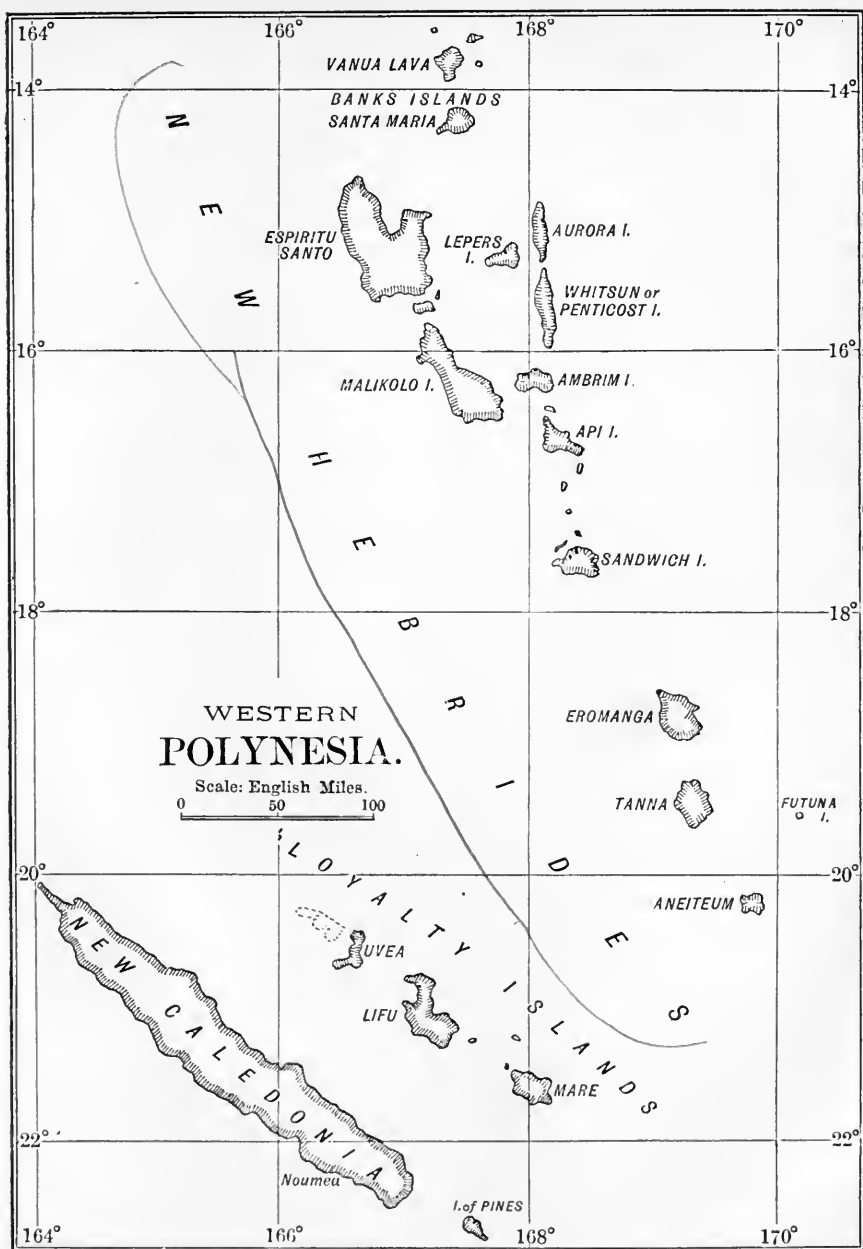 164°
166°
168°
170°
VANUA LAVA
14°
14°
BANKS ISLANDS
SANTA MARIA
NEW HEBRIDES
ESPIRITU
SANTO
LEPERS
I.
AURORA I.
WHITSUN or
PENTICOST I.
16°
16°
MALIKOLO I.
AMBRIM I.
API I.
SANDWICH I.
18°
18°
WESTERN
POLYNESIA.
Scale: English Miles.
0 50 100
EROMANGA
TANNA
FUTUNA
I.
20°
20°
LOYALTY ISLANDS
ANEITEUM
UVEA
NEW CALEDONIA
LIFU
MARE
22°
22°
Noumea
I. of PINES
164°
166°
168°
170°